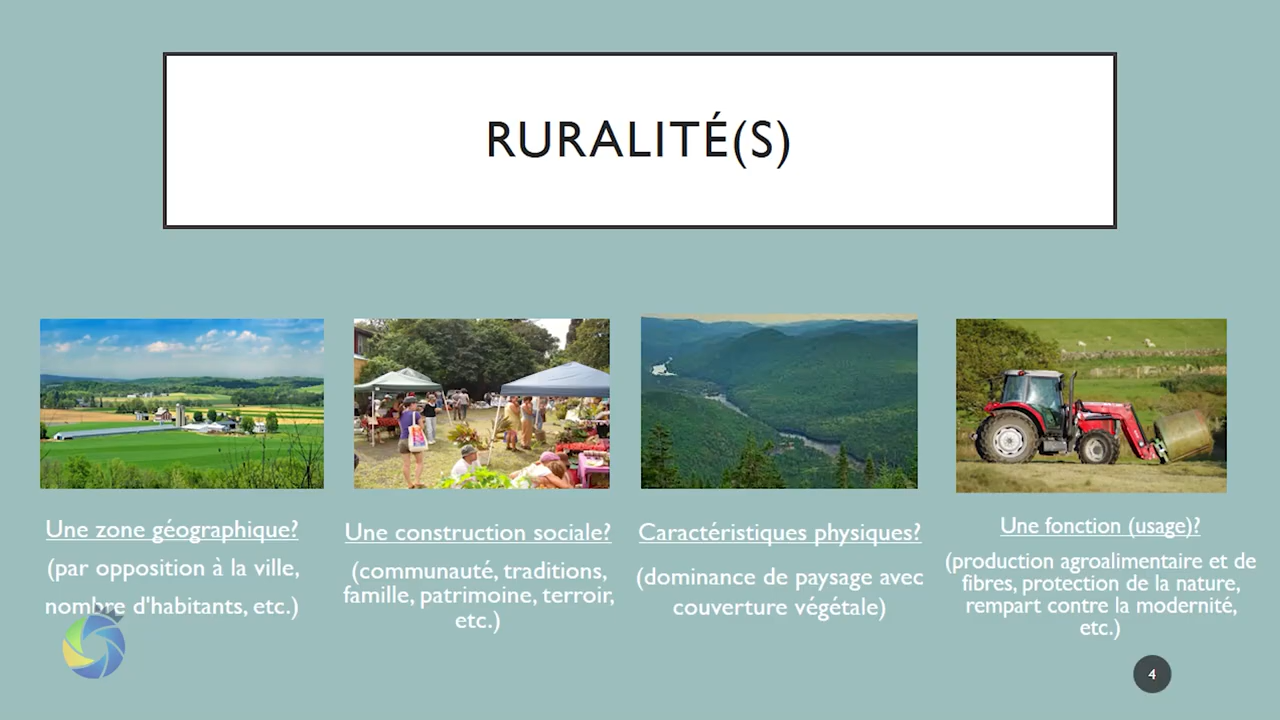 RURALITÉ(S)
Une zone géographique?
(par opposition à la ville,
nombre d'habitants, etc.)
Une construction sociale?
(communauté, traditions,
famille, patrimoine, terroir,
etc.)
Caractéristiques physiques?
(dominance de paysage avec
couverture végétale)
Une fonction (usage)?
(production agroalimentaire et de
fibres, protection de la nature,
rempart contre la modernité,
etc.)
4